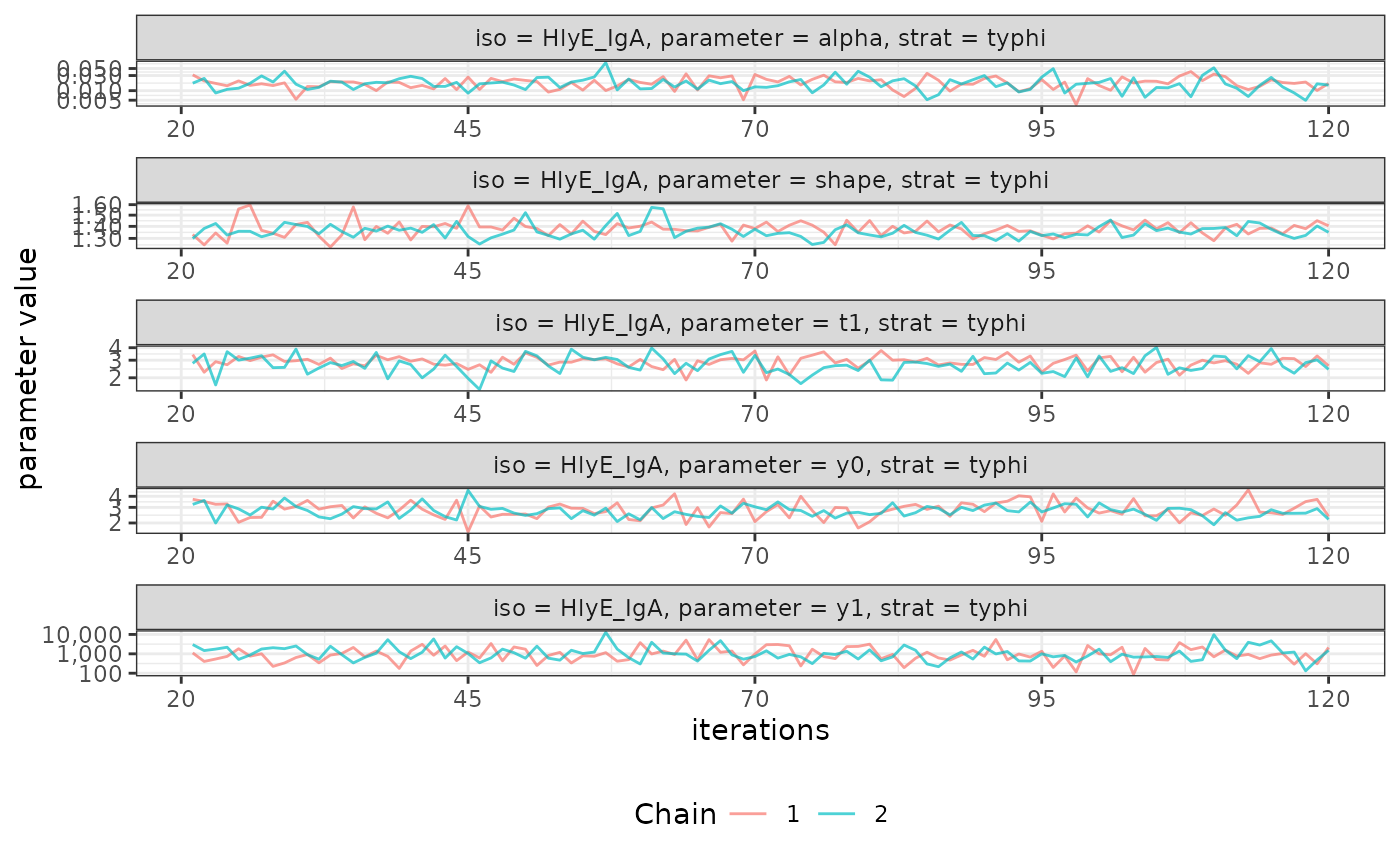 iso = HlyE_IgA, parameter = alpha, strat = typhi
0.050
0.030
0.010
0.005
20 45 70 95 120
iso = HlyE_IgA, parameter = shape, strat = typhi
1.60
1.50
1.40
1.30
20 45 70 95 120
iso = HlyE_IgA, parameter = t1, strat = typhi
4
3
2
20 45 70 95 120
iso = HlyE_IgA, parameter = y0, strat = typhi
4
3
2
20 45 70 95 120
iso = HlyE_IgA, parameter = y1, strat = typhi
10,000
1,000
100
20 45 70 95 120
parameter value
iterations
Chain 1 2